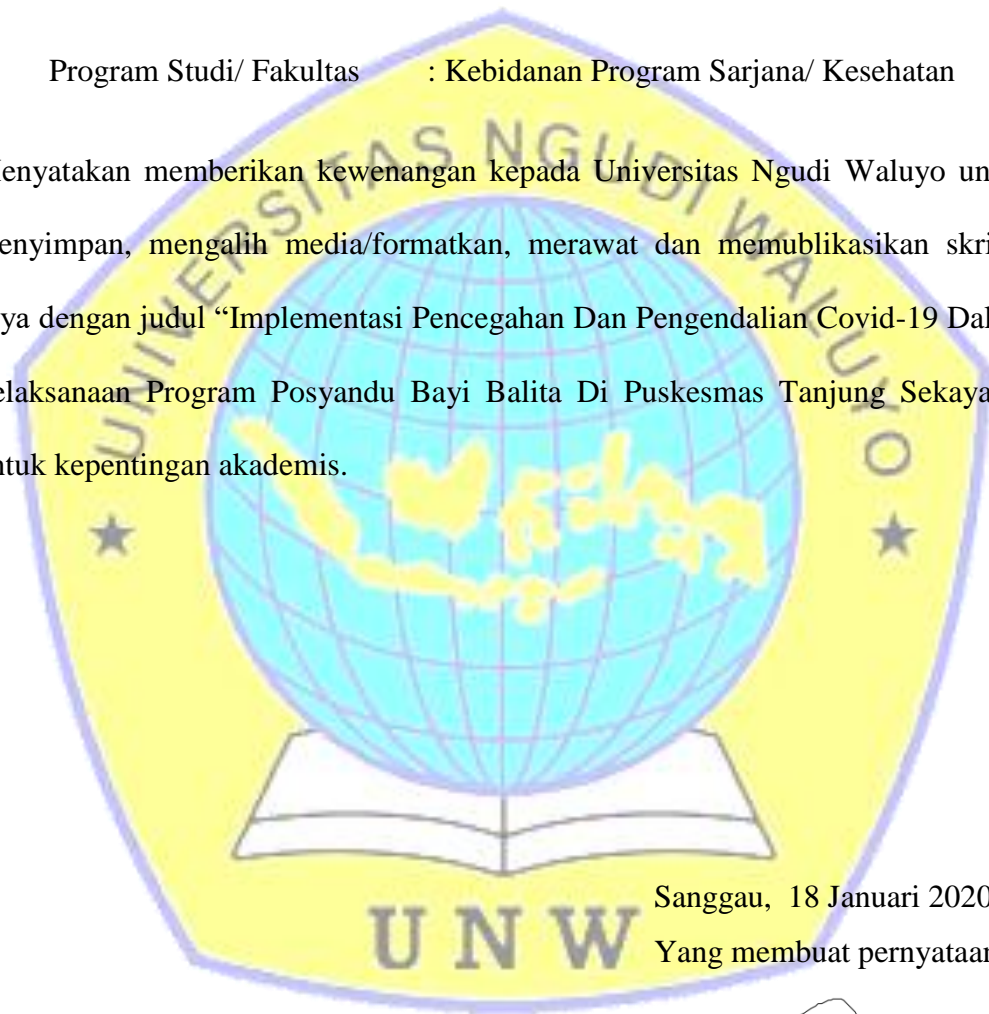 Program Studi/ Fakultas : Kebidanan Program Sarjana/ Kesehatan
enyatakan memberikan kewenangan kepada Universitas Ngudi Waluyo un
enyimpan, mengalih media/formatkan, merawat dan memublikasikan skri
ya dengan judul “Implementasi Pencegahan Dan Pengendalian Covid-19 Dal
elaksanaan Program Posyandu Bayi Balita Di Puskesmas Tanjung Sekaya
ntuk kepentingan akademis.
UNIVERSITAS NGUDI WALUYO
Sanggau, 18 Januari 2020
UNW
Yang membuat pernyataan